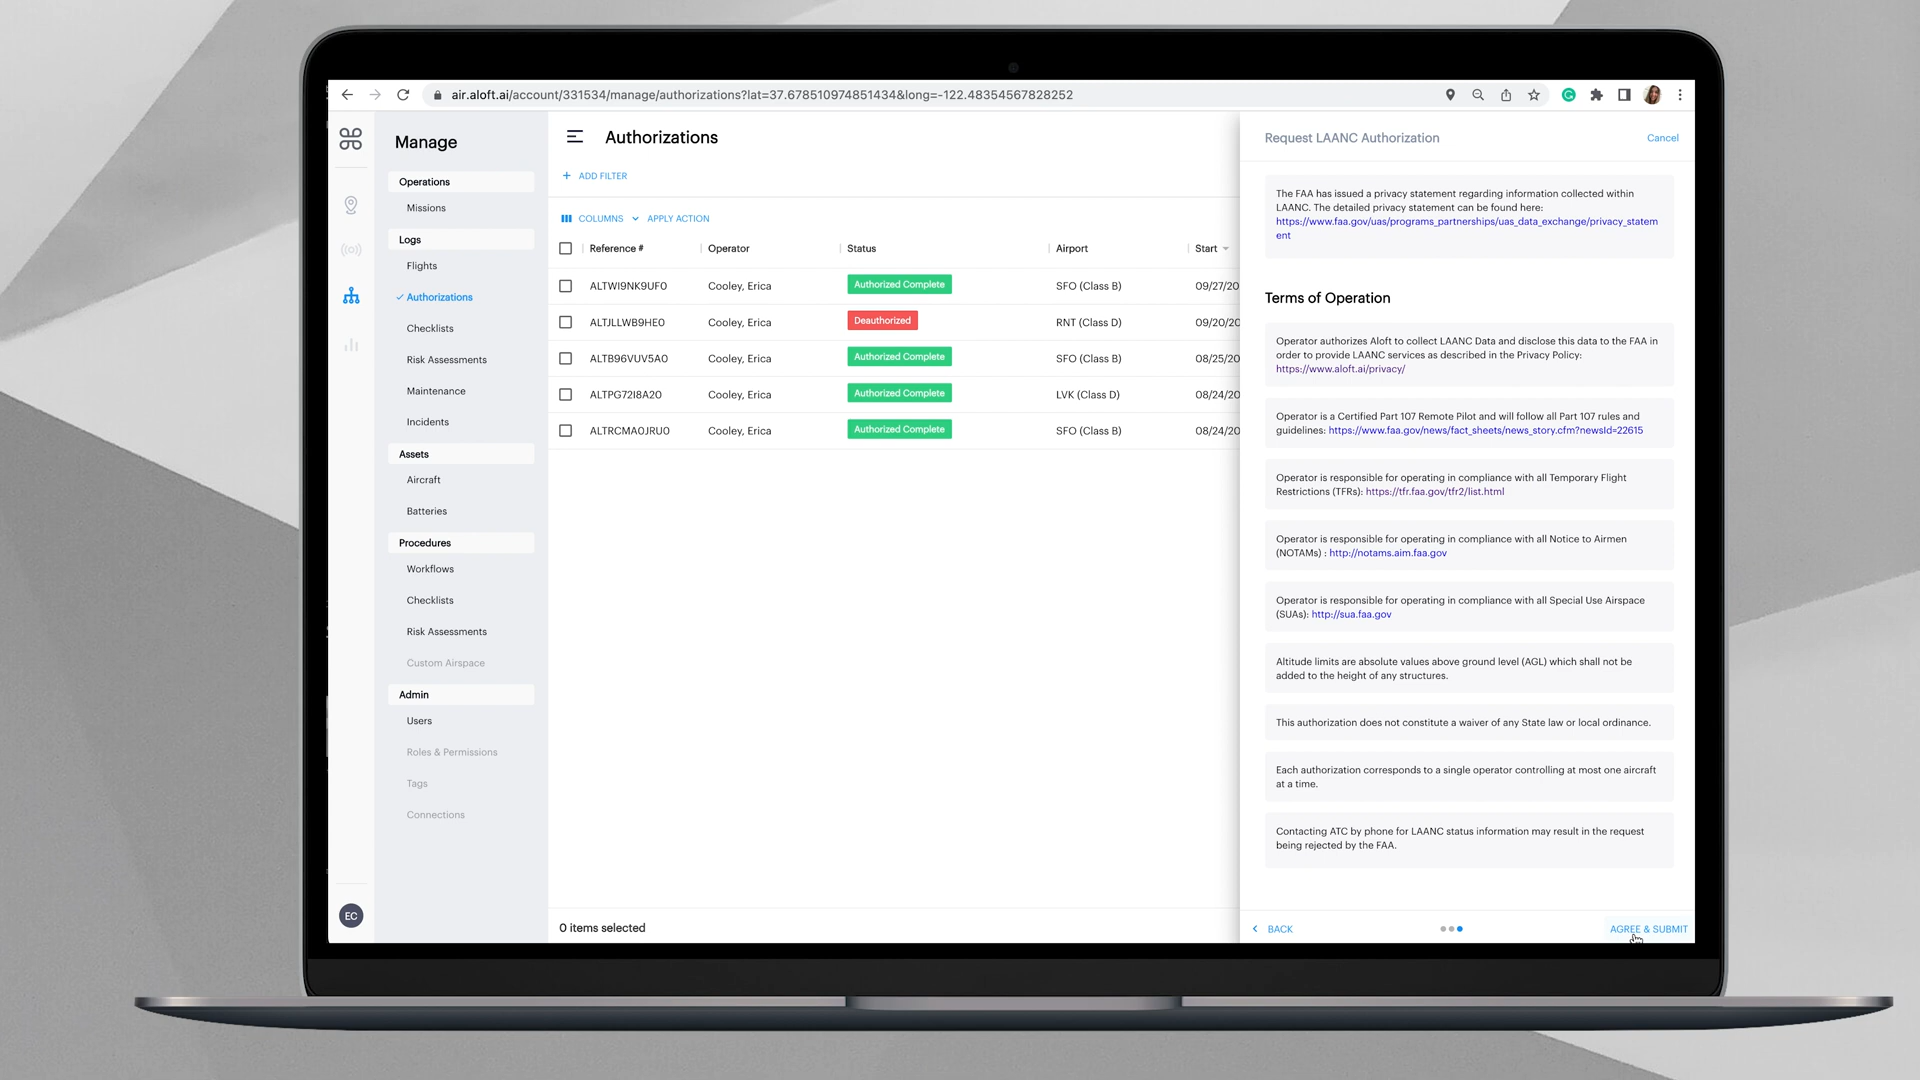 air.aloft.ai/account/331534/manage/authorizations?lat=37.678510974851434&long=-122.48354567828252
Manage
Operations
Missions
Logs
Flights
Authorizations
Checklists
Risk Assessments
Maintenance
Incidents
Assets
Aircraft
Batteries
Procedures
Workflows
Checklists
Risk Assessments
Custom Airspace
Admin
Users
Roles & Permissions
Tags
Connections
EC
Authorizations
+ ADD FILTER
COLUMNS APPLY ACTION
Reference # Operator Status Airport Start
ALTWI9NK9UF0 Cooley, Erica Authorized Complete SFO (Class B) 09/27/20
ALTJLLWB9HE0 Cooley, Erica Deauthorized RNT (Class D) 09/20/20
ALTB96VUV5A0 Cooley, Erica Authorized Complete SFO (Class B) 08/25/20
ALTPG72I8A20 Cooley, Erica Authorized Complete LVK (Class D) 08/24/20
ALTRCMA0JRU0 Cooley, Erica Authorized Complete SFO (Class B) 08/24/20
0 items selected
Request LAANC Authorization Cancel
The FAA has issued a privacy statement regarding information collected within
LAANC. The detailed privacy statement can be found here:
https://www.faa.gov/uas/programs_partnerships/uas_data_exchange/privacy_statem
ent
Terms of Operation
Operator authorizes Aloft to collect LAANC Data and disclose this data to the FAA in
order to provide LAANC services as described in the Privacy Policy:
https://www.aloft.ai/privacy/
Operator is a Certified Part 107 Remote Pilot and will follow all Part 107 rules and
guidelines: https://www.faa.gov/news/fact_sheets/news_story.cfm?newsId=22615
Operator is responsible for operating in compliance with all Temporary Flight
Restrictions (TFRs): https://tfr.faa.gov/tfr2/list.html
Operator is responsible for operating in compliance with all Notice to Airmen
(NOTAMs) : http://notams.aim.faa.gov
Operator is responsible for operating in compliance with all Special Use Airspace
(SUAs): http://sua.faa.gov
Altitude limits are absolute values above ground level (AGL) which shall not be
added to the height of any structures.
This authorization does not constitute a waiver of any State law or local ordinance.
Each authorization corresponds to a single operator controlling at most one aircraft
at a time.
Contacting ATC by phone for LAANC status information may result in the request
being rejected by the FAA.
BACK AGREE & SUBMIT